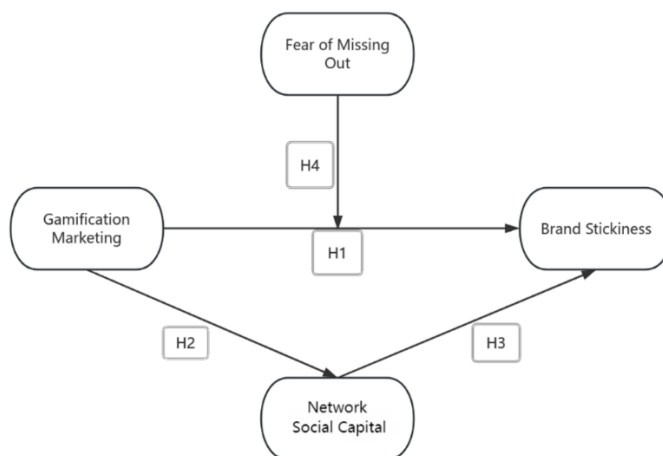 Fear of Missing
Out
H4
Gamification
Marketing
H1
Brand Stickiness
H2
H3
Network
Social Capital